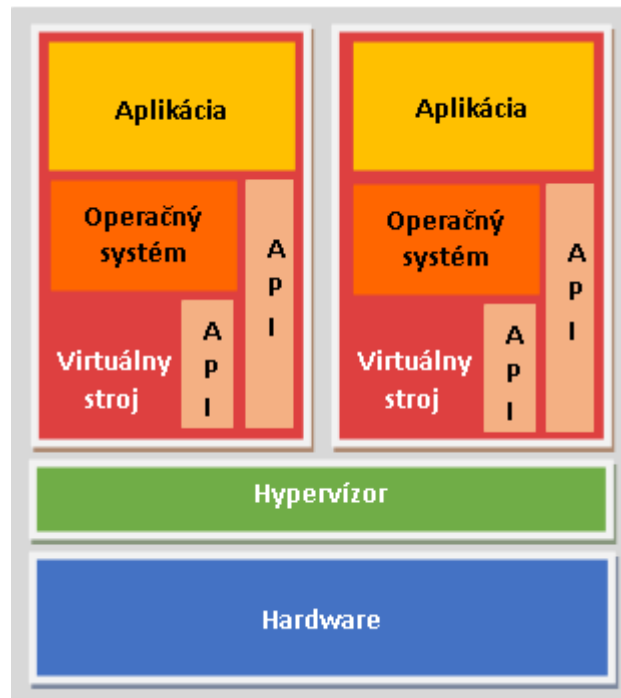 Aplikácia
Operačný
systém
A
P
I
Virtuálny
stroj
A
P
I
Aplikácia
Operačný
systém
A
P
I
Virtuálny
stroj
A
P
I
Hypervízor
Hardware